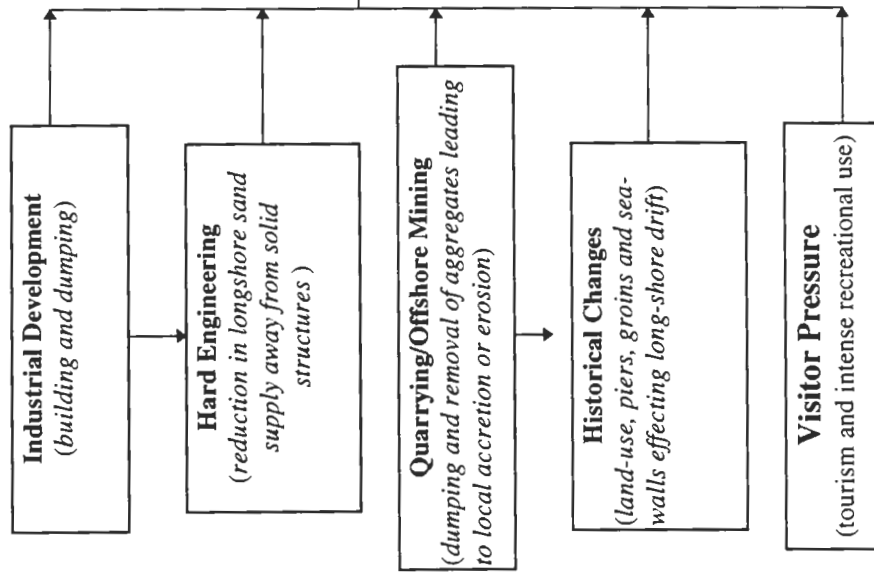 Industrial Development
(building and dumping)
Hard Engineering
(reduction in longshore sand
supply away from solid
structures )
Quarrying/Offshore Mining
(dumping and removal of aggregates leading
to local accretion or erosion)
Historical Changes
(land-use, piers, groins and sea-
walls effecting long-shore drift)
Visitor Pressure
(tourism and intense recreational use)